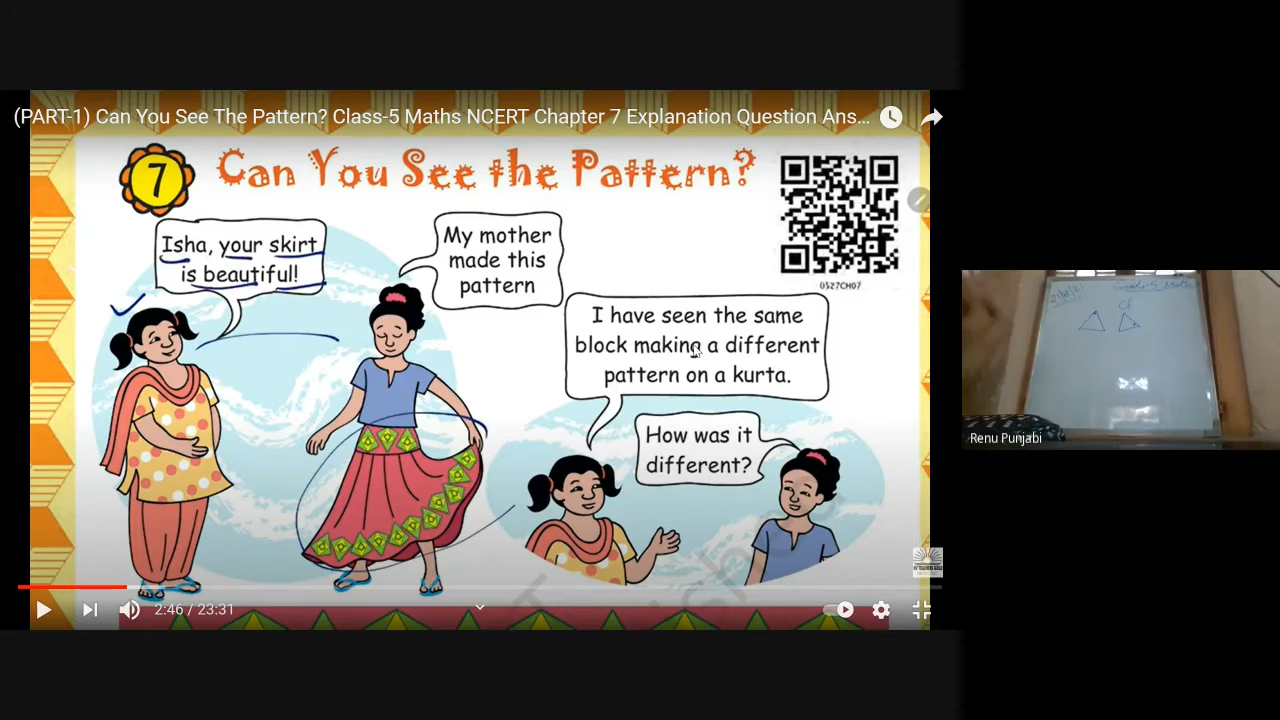 (PART-1) Can You See The Pattern? Class-5 Maths NCERT Chapter 7 Explanation Question Ans...
7
Can You See the Pattern?
0527CH07
Isha, your skirt
is beautiful!
My mother
made this
pattern
I have seen the same
block making a different
pattern on a kurta.
How was it
different?
2:46 / 23:31
Renu Punjabi